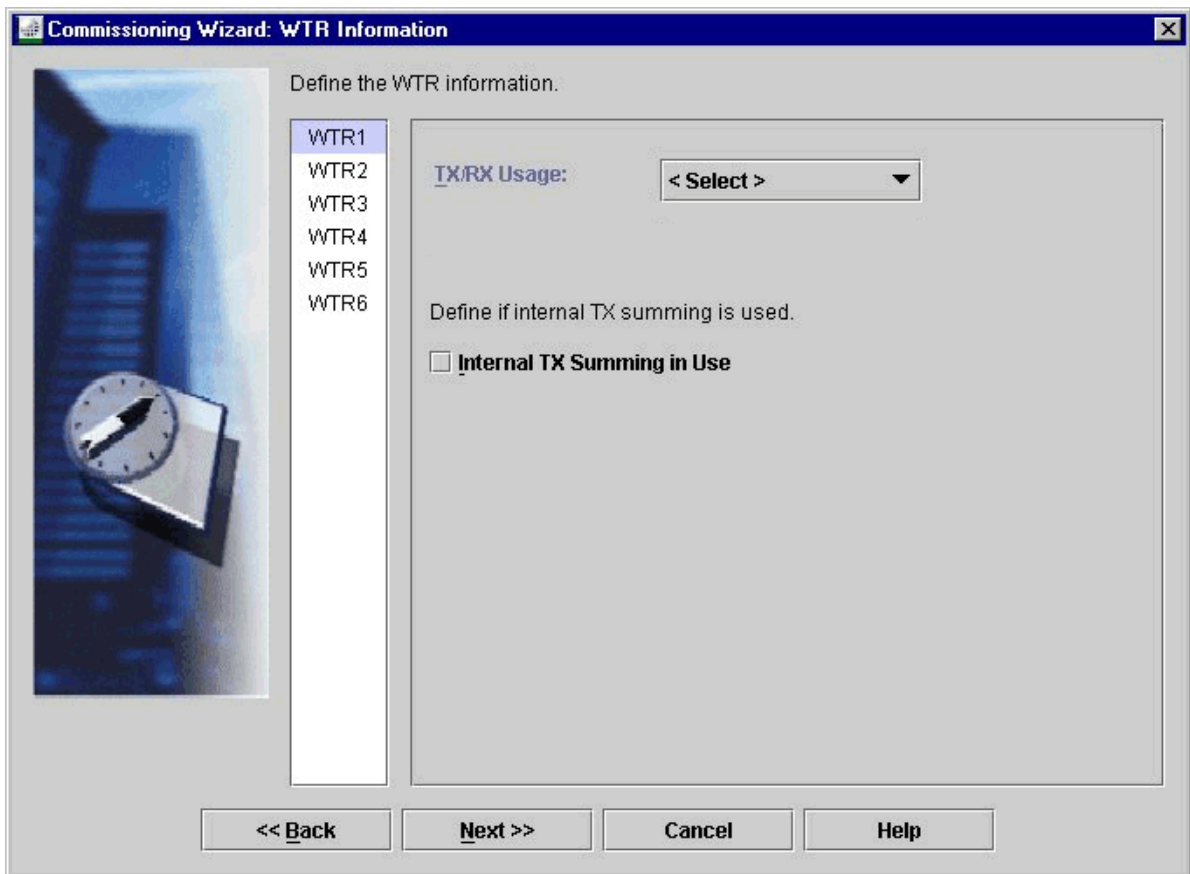 Commissioning Wizard: WTR Information
Define the WTR information.
WTR1
WTR2
WTR3
WTR4
WTR5
WTR6
TX/RX Usage:
< Select >
Define if internal TX summing is used.
Internal TX Summing in Use
<< Back
Next >>
Cancel
Help